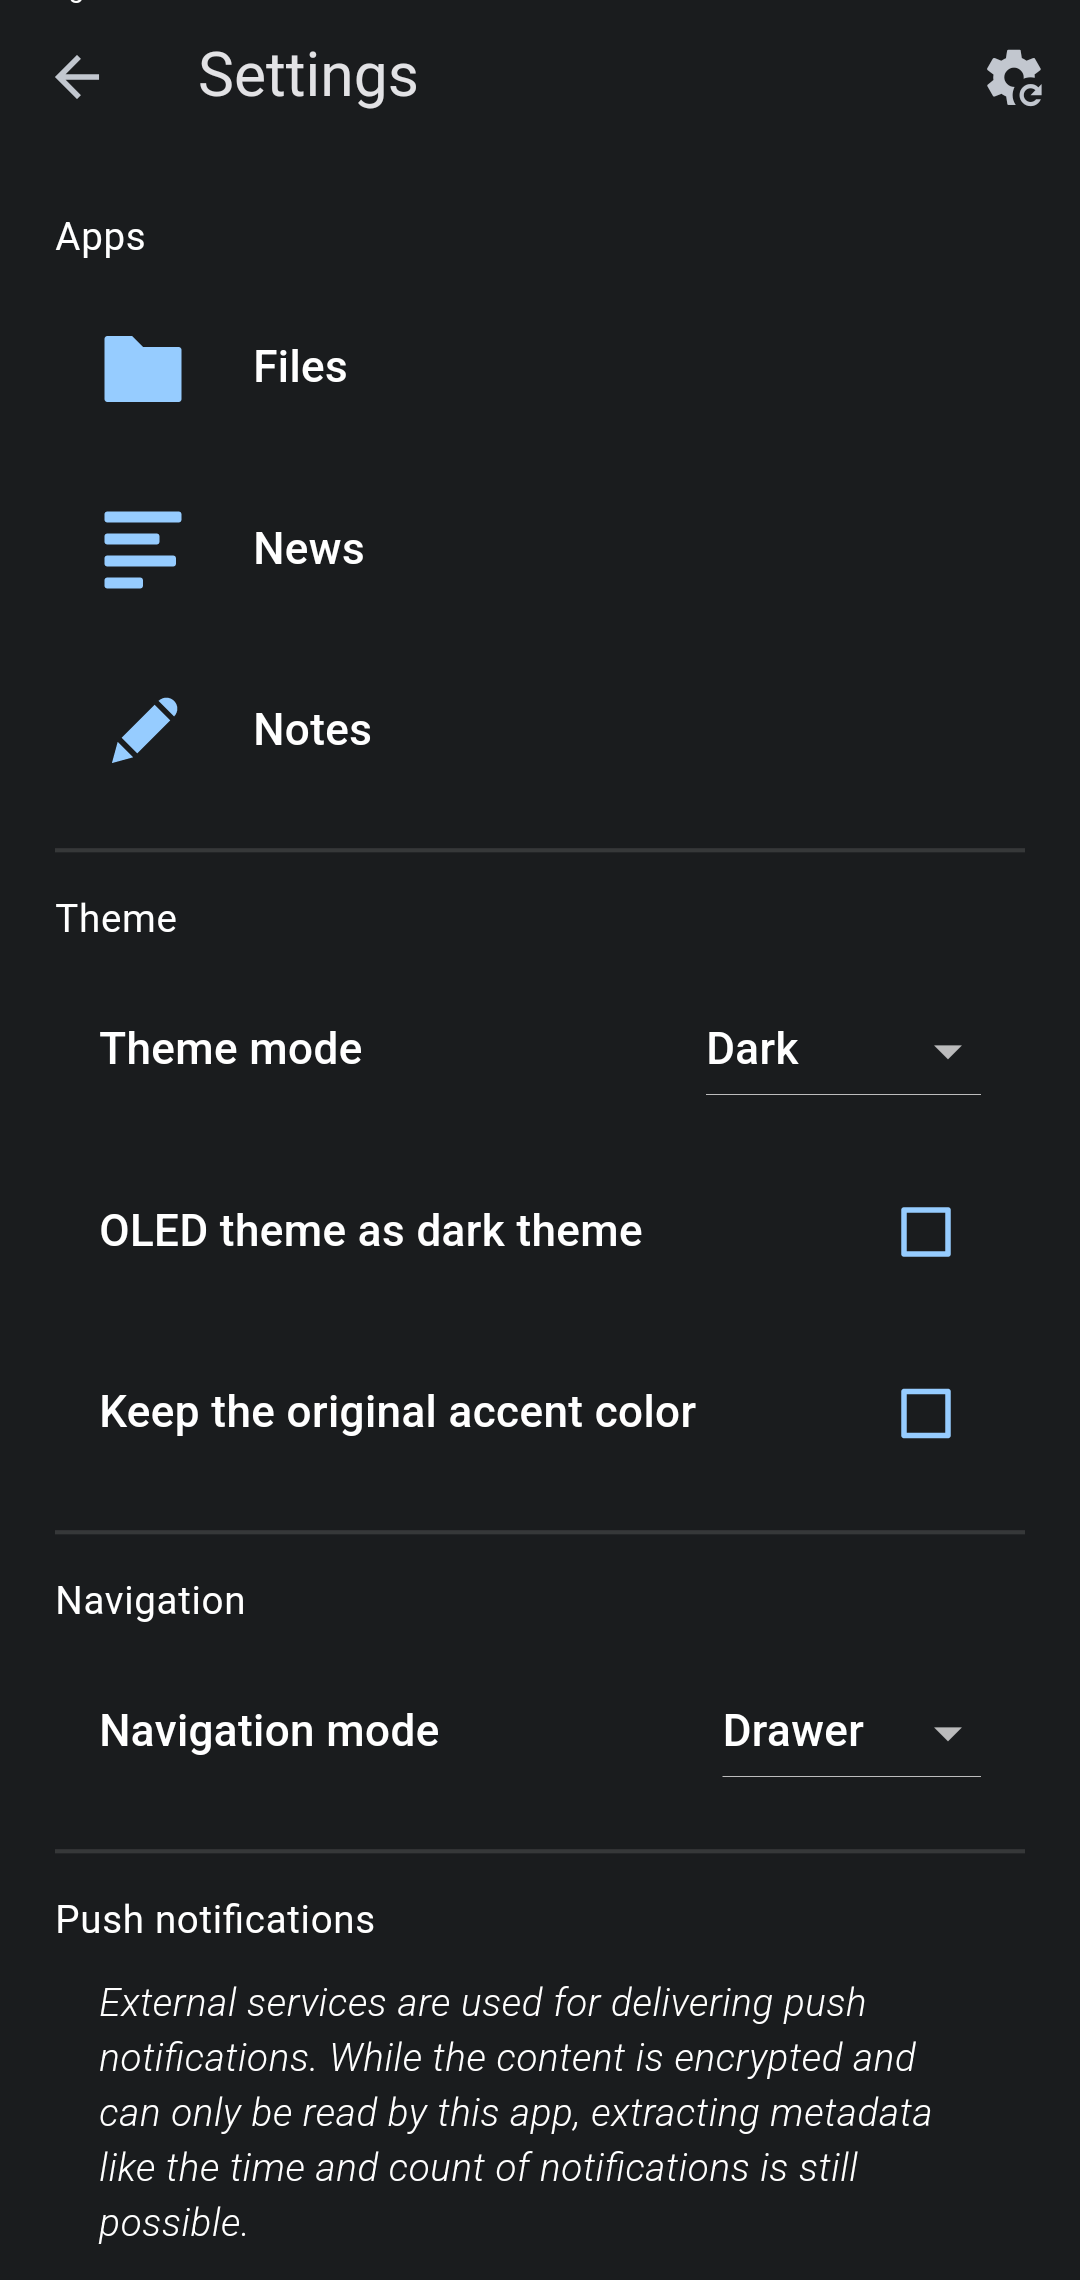 Settings
Apps
Files
News
Notes
Theme
Theme mode Dark
OLED theme as dark theme
Keep the original accent color
Navigation
Navigation mode Drawer
Push notifications
External services are used for delivering push
notifications. While the content is encrypted and
can only be read by this app, extracting metadata
like the time and count of notifications is still
possible.